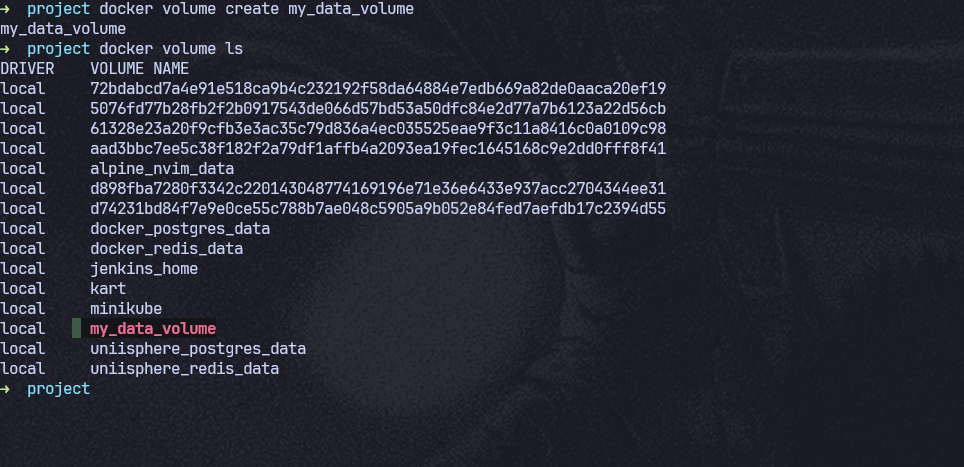 ➜  project docker volume create my_data_volume
my_data_volume
➜  project docker volume ls
DRIVER    VOLUME NAME
local     72bdabcd7a4e91e518ca9b4c232192f58da64884e7edb669a82de0aaca20ef19
local     5076fd77b28fb2f2b0917543de066d57bd53a50dfc84e2d77a7b6123a22d56cb
local     61328e23a20f9cfb3e3ac35c79d836a4ec035525eae9f3c11a8416c0a0109c98
local     aad3bbc7ee5c38f182f2a79df1affb4a2093ea19fec1645168c9e2dd0fff8f41
local     alpine_nvim_data
local     d898fba7280f3342c220143048774169196e71e36e6433e937acc2704344ee31
local     d74231bd84f7e9e0ce55c788b7ae048c5905a9b052e84fed7aefdb17c2394d55
local     docker_postgres_data
local     docker_redis_data
local     jenkins_home
local     kart
local     minikube
local     my_data_volume
local     uniisphere_postgres_data
local     uniisphere_redis_data
➜  project